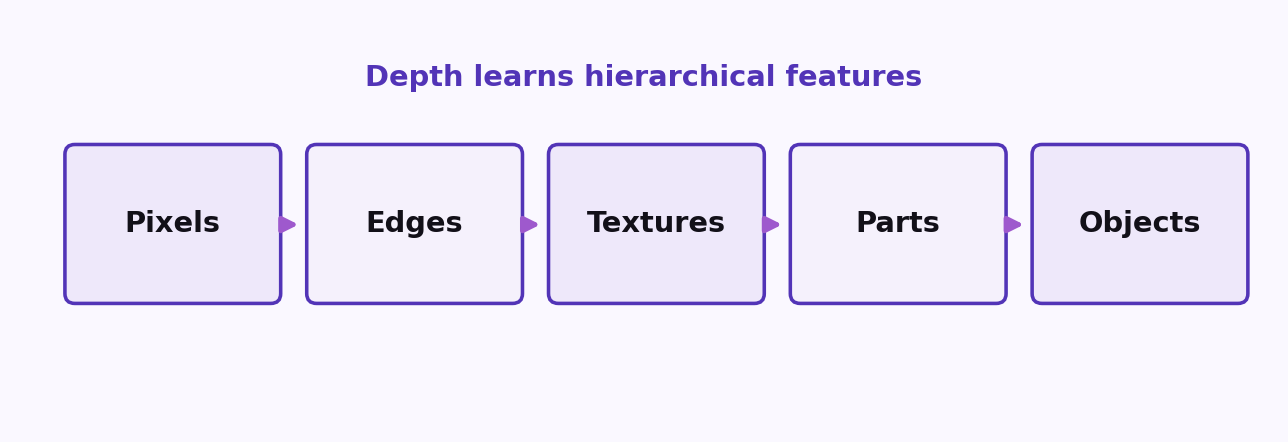 Depth learns hierarchical features
Pixels
Edges
Textures
Parts
Objects